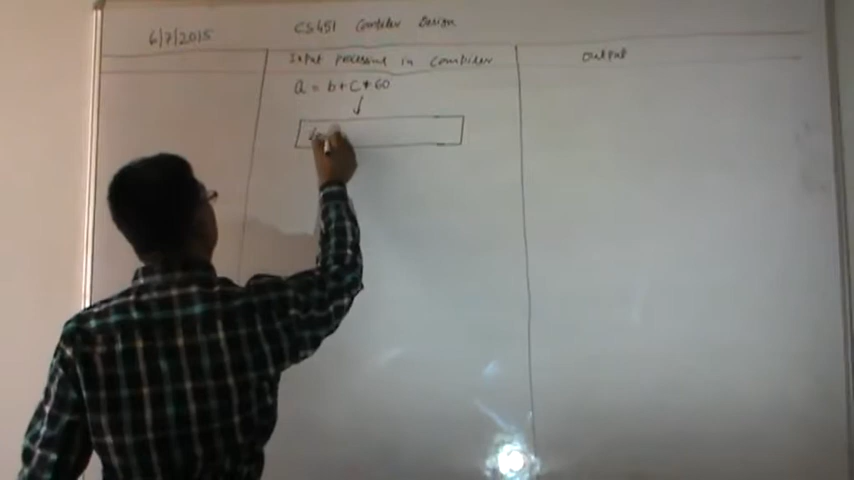 6/7/2015
CS451 Compiler Design
Input processing in compiler
Output
a = b+c*60